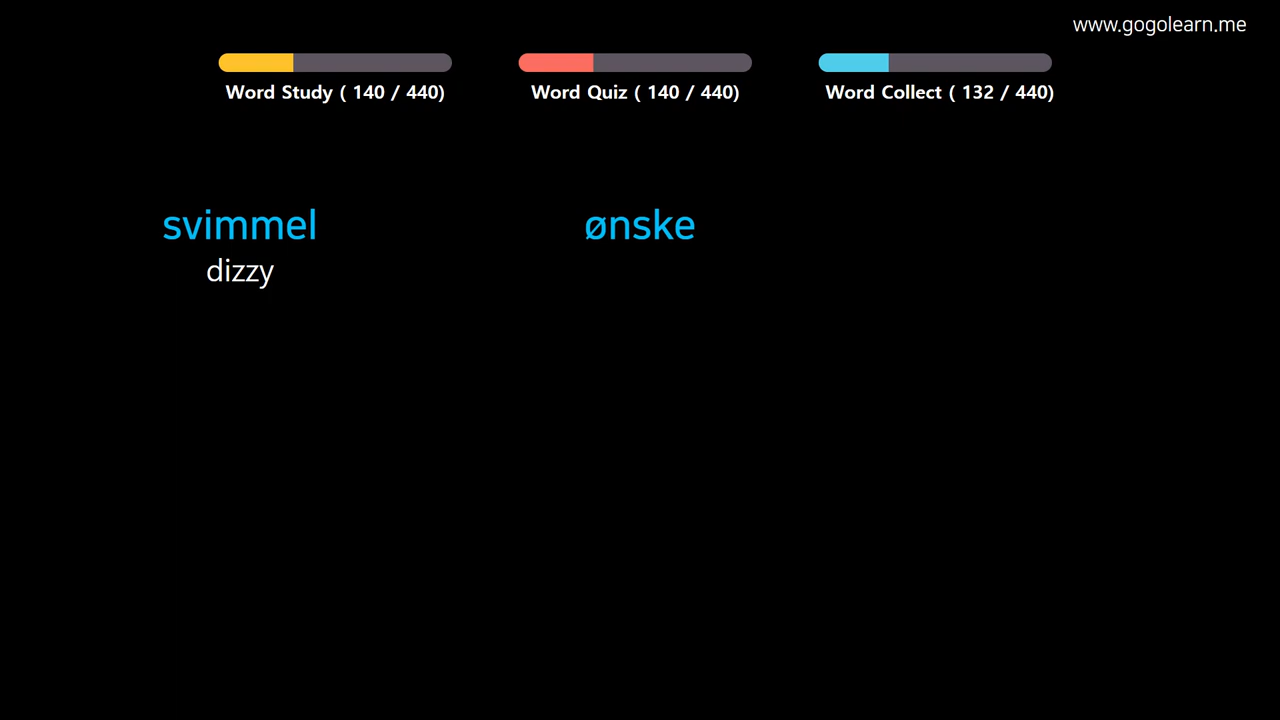 www.gogolearn.me
Word Study ( 140 / 440)
Word Quiz ( 140 / 440)
Word Collect ( 132 / 440)
svimmel
dizzy
ønske